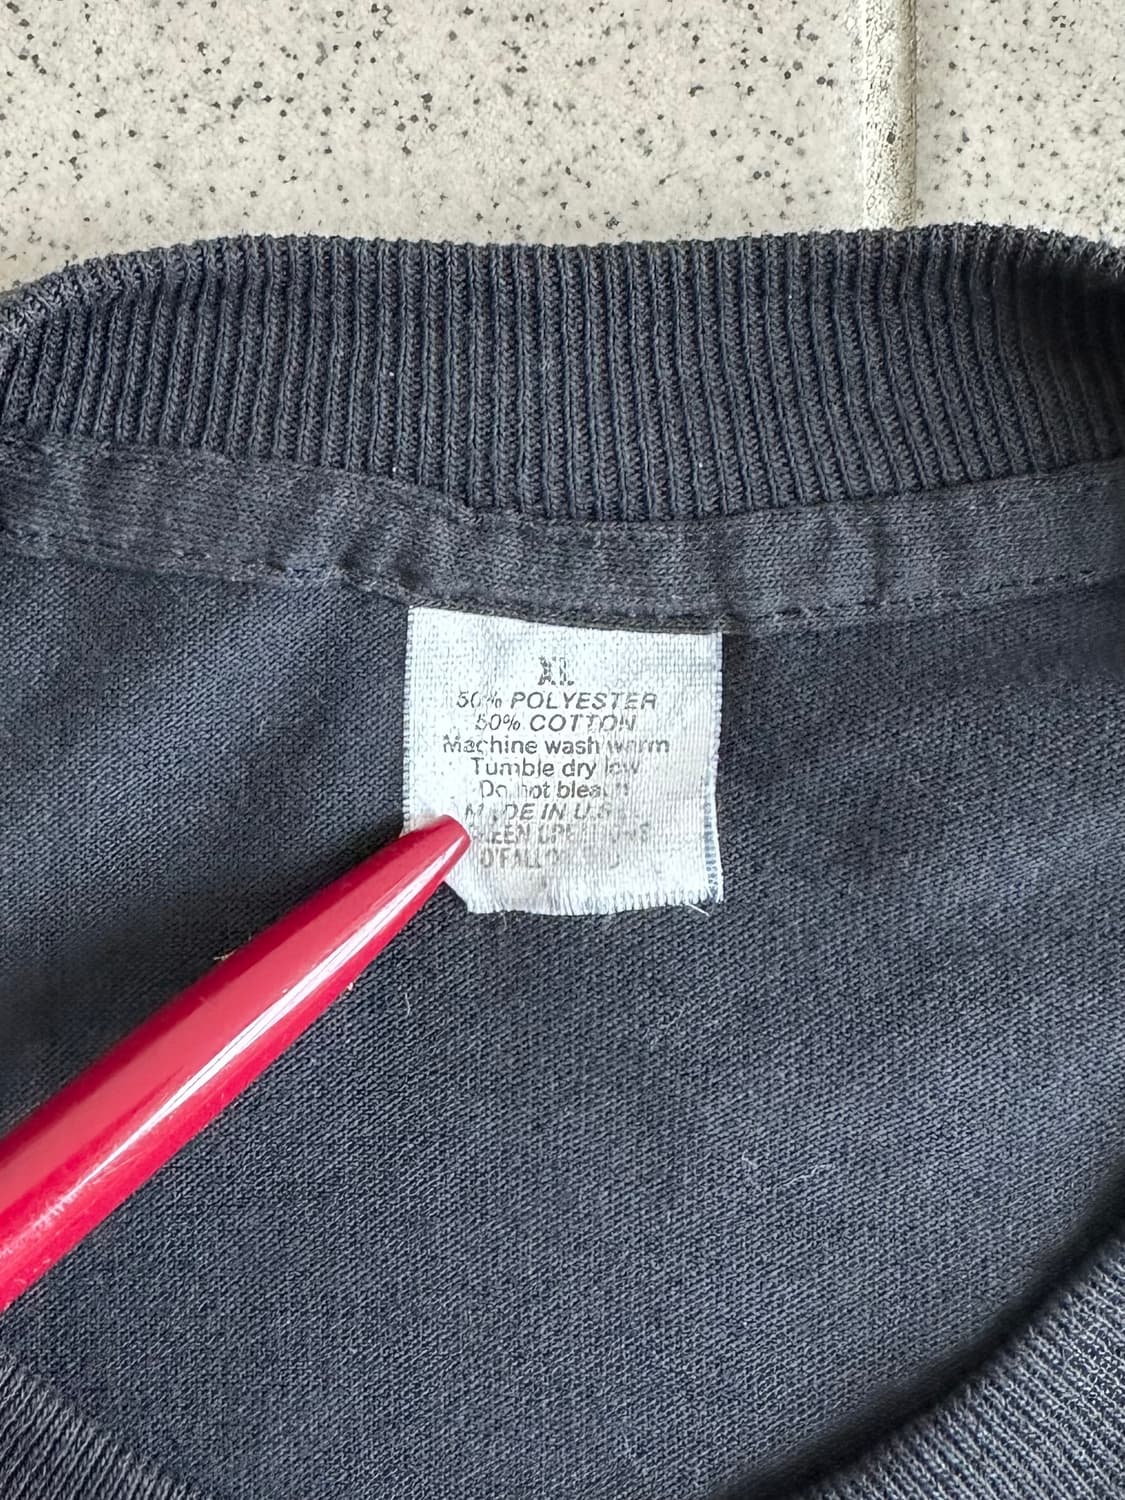 XL
50% POLYESTER
50% COTTON
Machine wash warm
Tumble dry low
Do not bleach
MADE IN U.S.